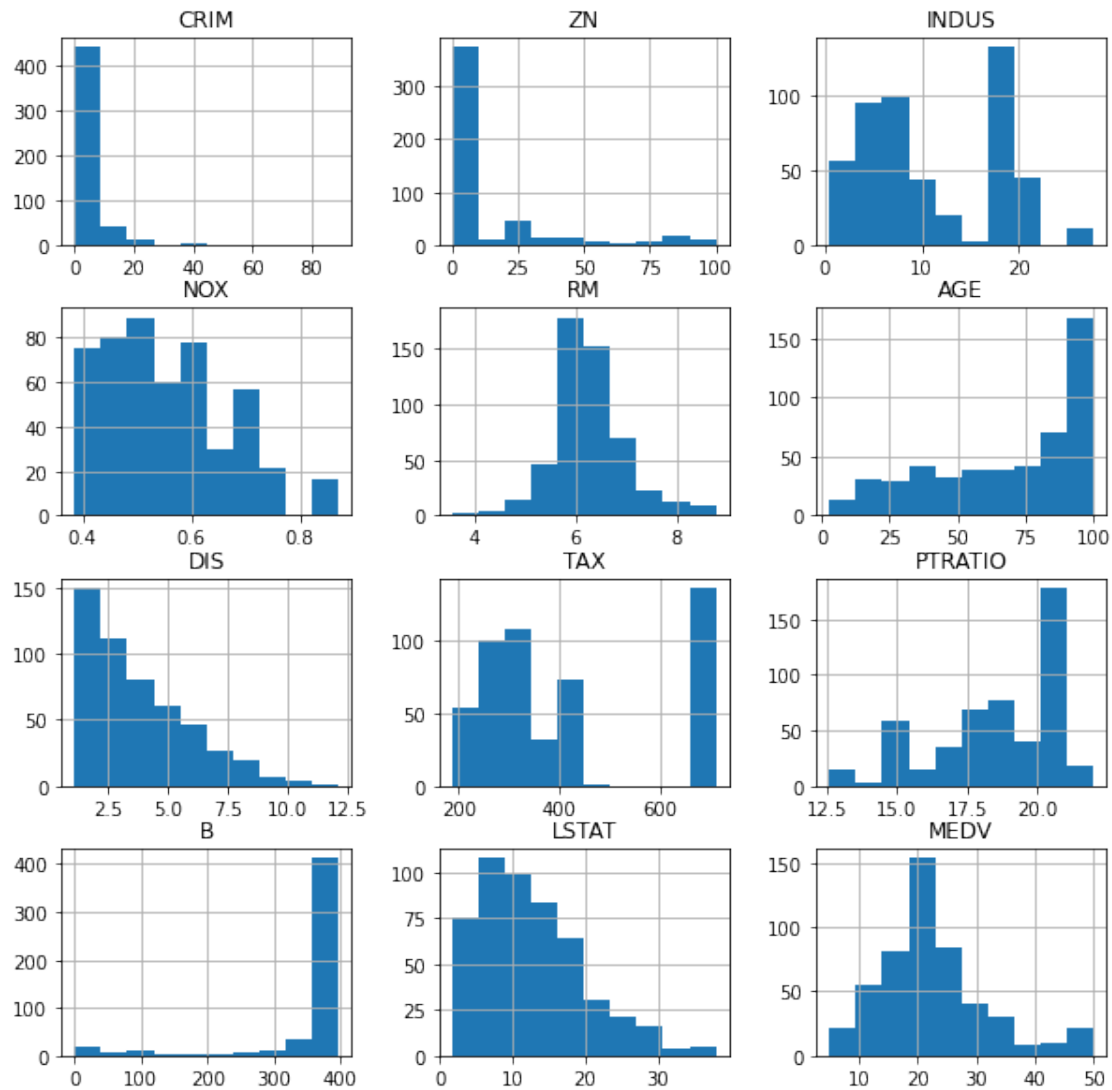 CRIM ZN INDUS
400 300 200 100 0
0 20 40 60 80
300 200 100 0
0 25 50 75 100
100 50 0
0 10 20
NOX RM AGE
80 60 40 20 0
0.4 0.6 0.8
150 100 50 0
4 6 8
150 100 50 0
0 25 50 75 100
DIS TAX PTRATIO
150 100 50 0
2.5 5.0 7.5 10.0 12.5
100 50 0
200 400 600
150 100 50 0
12.5 15.0 17.5 20.0
B LSTAT MEDV
400 300 200 100 0
0 100 200 300 400
100 75 50 25 0
10 20 30
150 100 50 0
10 20 30 40 50